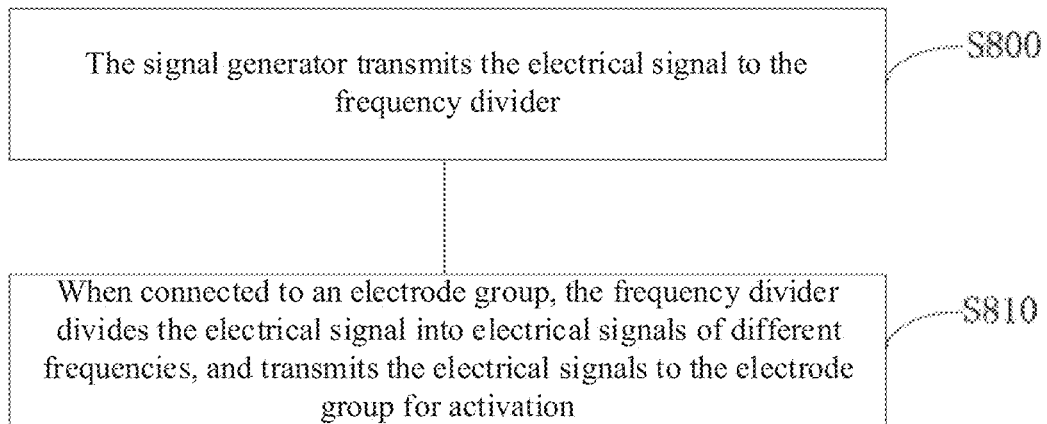 The signal generator transmits the electrical signal to the
frequency divider
S800
When connected to an electrode group, the frequency divider
divides the electrical signal into electrical signals of different
frequencies, and transmits the electrical signals to the electrode
group for activation
S810